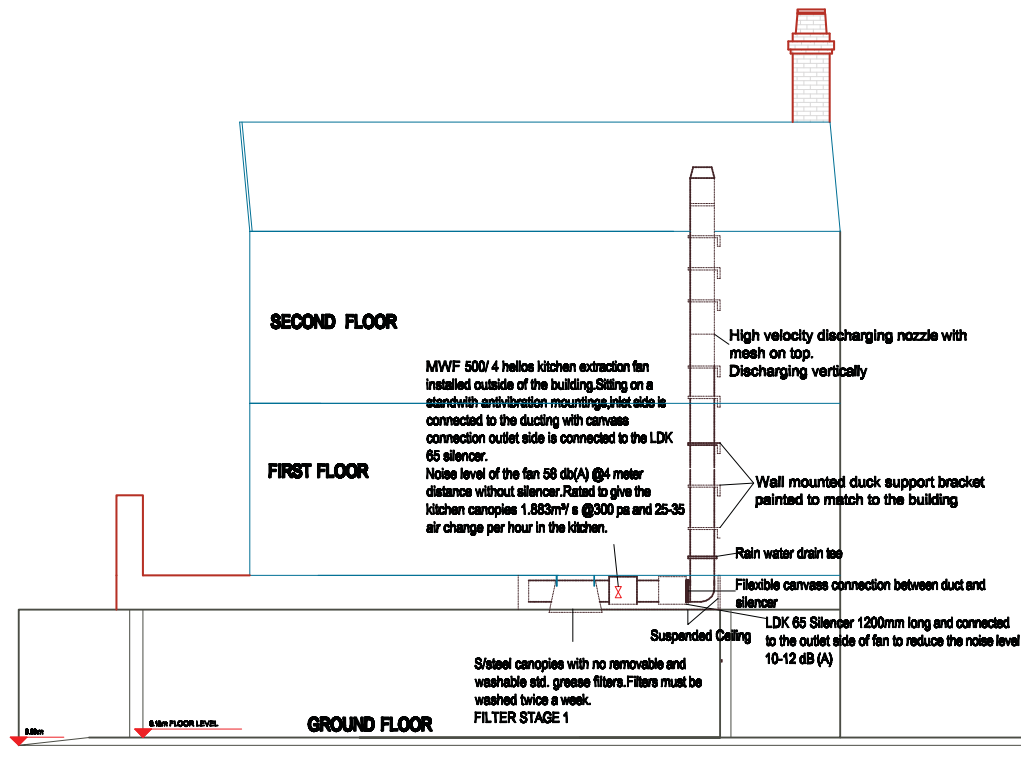 SECOND FLOOR
High velocity discharging nozzle with
mesh on top.
Discharging vertically
MWF 500/ 4 helios kitchen extraction fan
installed outside of the building.Sitting on a
standwith antivibration mountings,inlet side is
connected to the ducting with canvass
connection outlet side is connected to the LDK
65 silencer.
Noise level of the fan 58 db(A) @4 meter
distance without silencer.Rated to give the
kitchen canopies 1.883m³/ s @300 pa and 25-35
air change per hour in the kitchen.
FIRST FLOOR
Wall mounted duck support bracket
painted to match to the building
Rain water drain tee
Filexible canvass connection between duct and
silencer
LDK 65 Silencer 1200mm long and connected
to the outlet side of fan to reduce the noise level
10-12 dB (A)
Suspended Ceiling
S/steel canopies with no removable and
washable std. grease filters.Filters must be
washed twice a week.
FILTER STAGE 1
GROUND FLOOR
FLOOR LEVEL